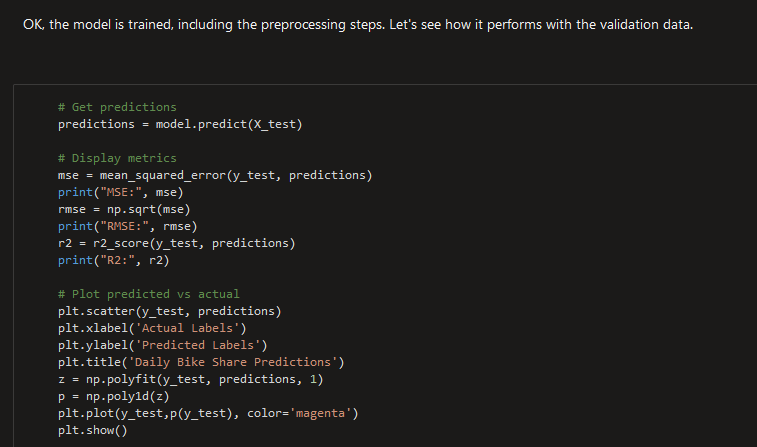 OK, the model is trained, including the preprocessing steps. Let's see how it performs with the validation data.
# Get predictions
predictions = model.predict(X_test)
# Display metrics
mse = mean_squared_error(y_test, predictions)
print("MSE:", mse)
rmse = np.sqrt(mse)
print("RMSE:", rmse)
r2 = r2_score(y_test, predictions)
print("R2:", r2)
# Plot predicted vs actual
plt.scatter(y_test, predictions)
plt.xlabel('Actual Labels')
plt.ylabel('Predicted Labels')
plt.title('Daily Bike Share Predictions')
z = np.polyfit(y_test, predictions, 1)
p = np.poly1d(z)
plt.plot(y_test,p(y_test), color='magenta')
plt.show()